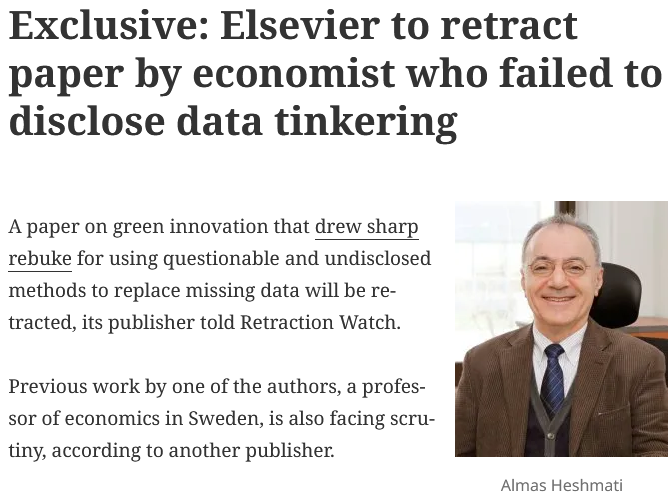 Exclusive: Elsevier to retract
paper by economist who failed to
disclose data tinkering
A paper on green innovation that drew sharp
rebuke for using questionable and undisclosed
methods to replace missing data will be re-
tracted, its publisher told Retraction Watch.
Previous work by one of the authors, a profes-
sor of economics in Sweden, is also facing scru-
tiny, according to another publisher.
Almas Heshmati